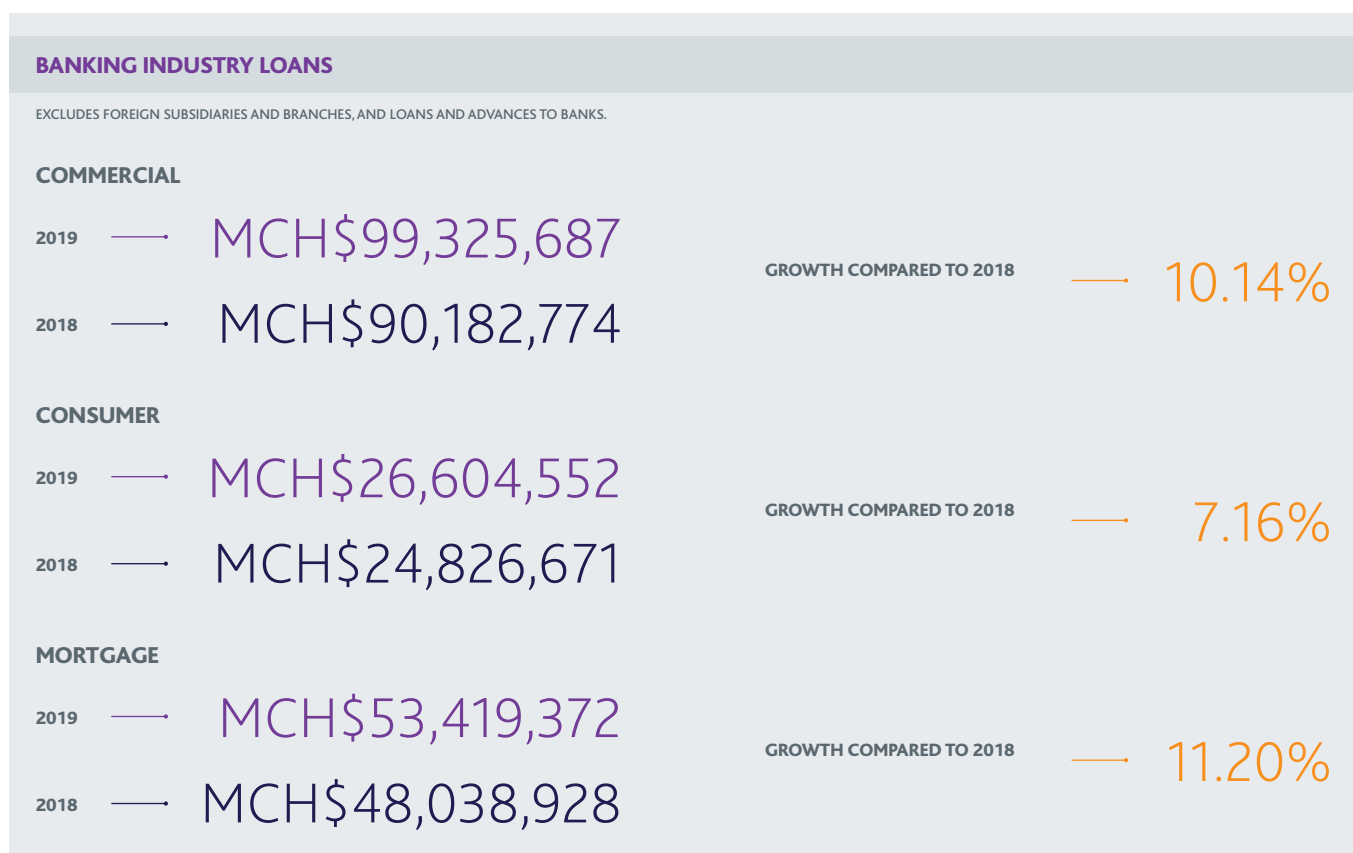 BANKING INDUSTRY LOANS
EXCLUDES FOREIGN SUBSIDIARIES AND BRANCHES, AND LOANS AND ADVANCES TO BANKS.
COMMERCIAL
2019 MCH$99,325,687
2018 MCH$90,182,774
GROWTH COMPARED TO 2018 10.14%
CONSUMER
2019 MCH$26,604,552
2018 MCH$24,826,671
GROWTH COMPARED TO 2018 7.16%
MORTGAGE
2019 MCH$53,419,372
2018 MCH$48,038,928
GROWTH COMPARED TO 2018 11.20%